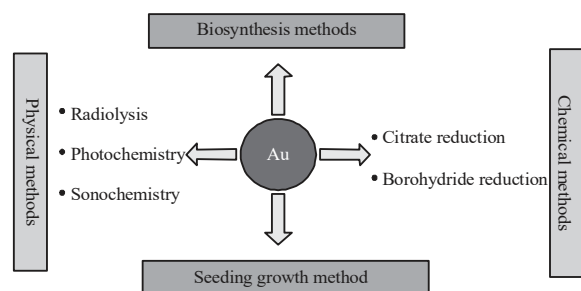 Biosynthesis methods
Physical methods
• Radiolysis
• Photochemistry
• Sonochemistry
Au
• Citrate reduction
• Borohydride reduction
Chemical methods
Seeding growth method